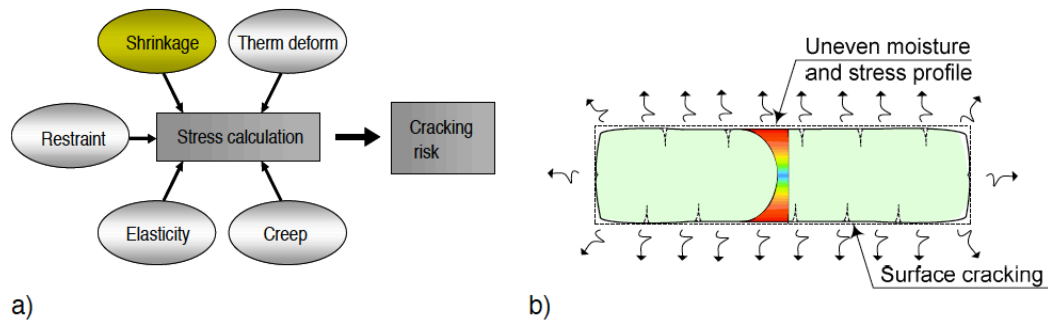 Shrinkage
Therm deform
Restraint
Stress calculation
Cracking
risk
Elasticity
Creep
a)
Uneven moisture
and stress profile
Surface cracking
b)